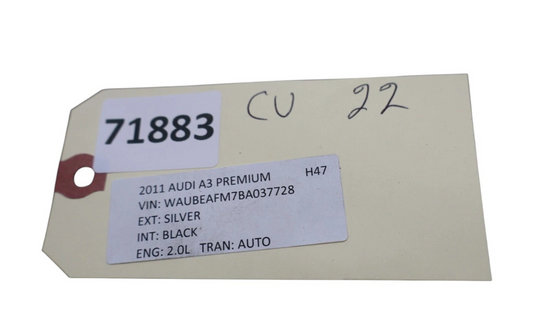 CU 22
71883
2011 AUDI A3 PREMIUM H47
VIN: WAUBEAFM7BA037728
EXT: SILVER
INT: BLACK
ENG: 2.0L TRAN: AUTO